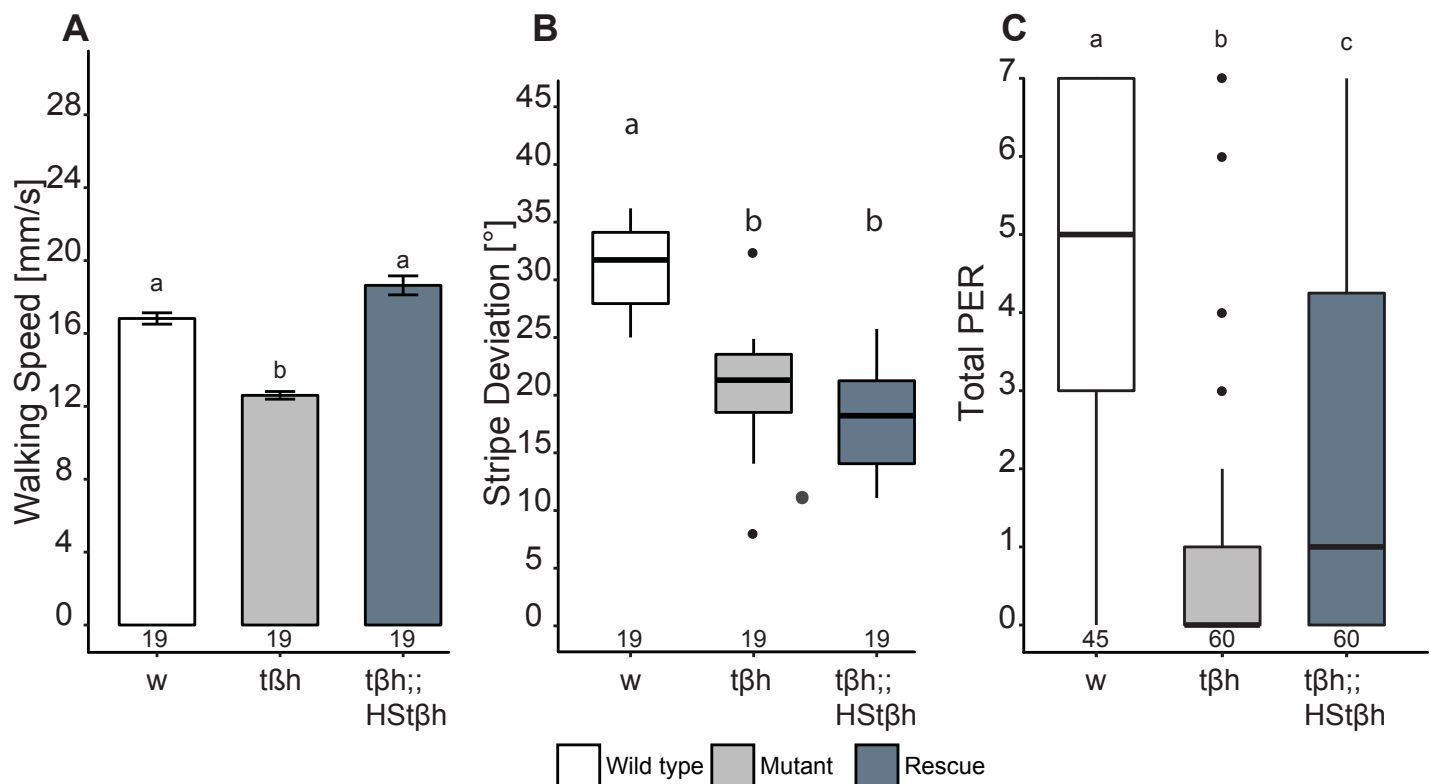 A
Walking Speed [mm/s]
28
24
20
16
12
8
4
0
a
b
a
19
19
19
w
tßh
tβh;;
HStβh
B
Stripe Deviation [°]
45
40
35
30
25
20
15
10
5
0
a
b
b
19
19
19
w
tβh
tβh;;
HStβh
C
Total PER
7
6
5
4
3
2
1
0
a
b
c
45
60
60
w
tβh
tβh;;
HStβh
Wild type
Mutant
Rescue